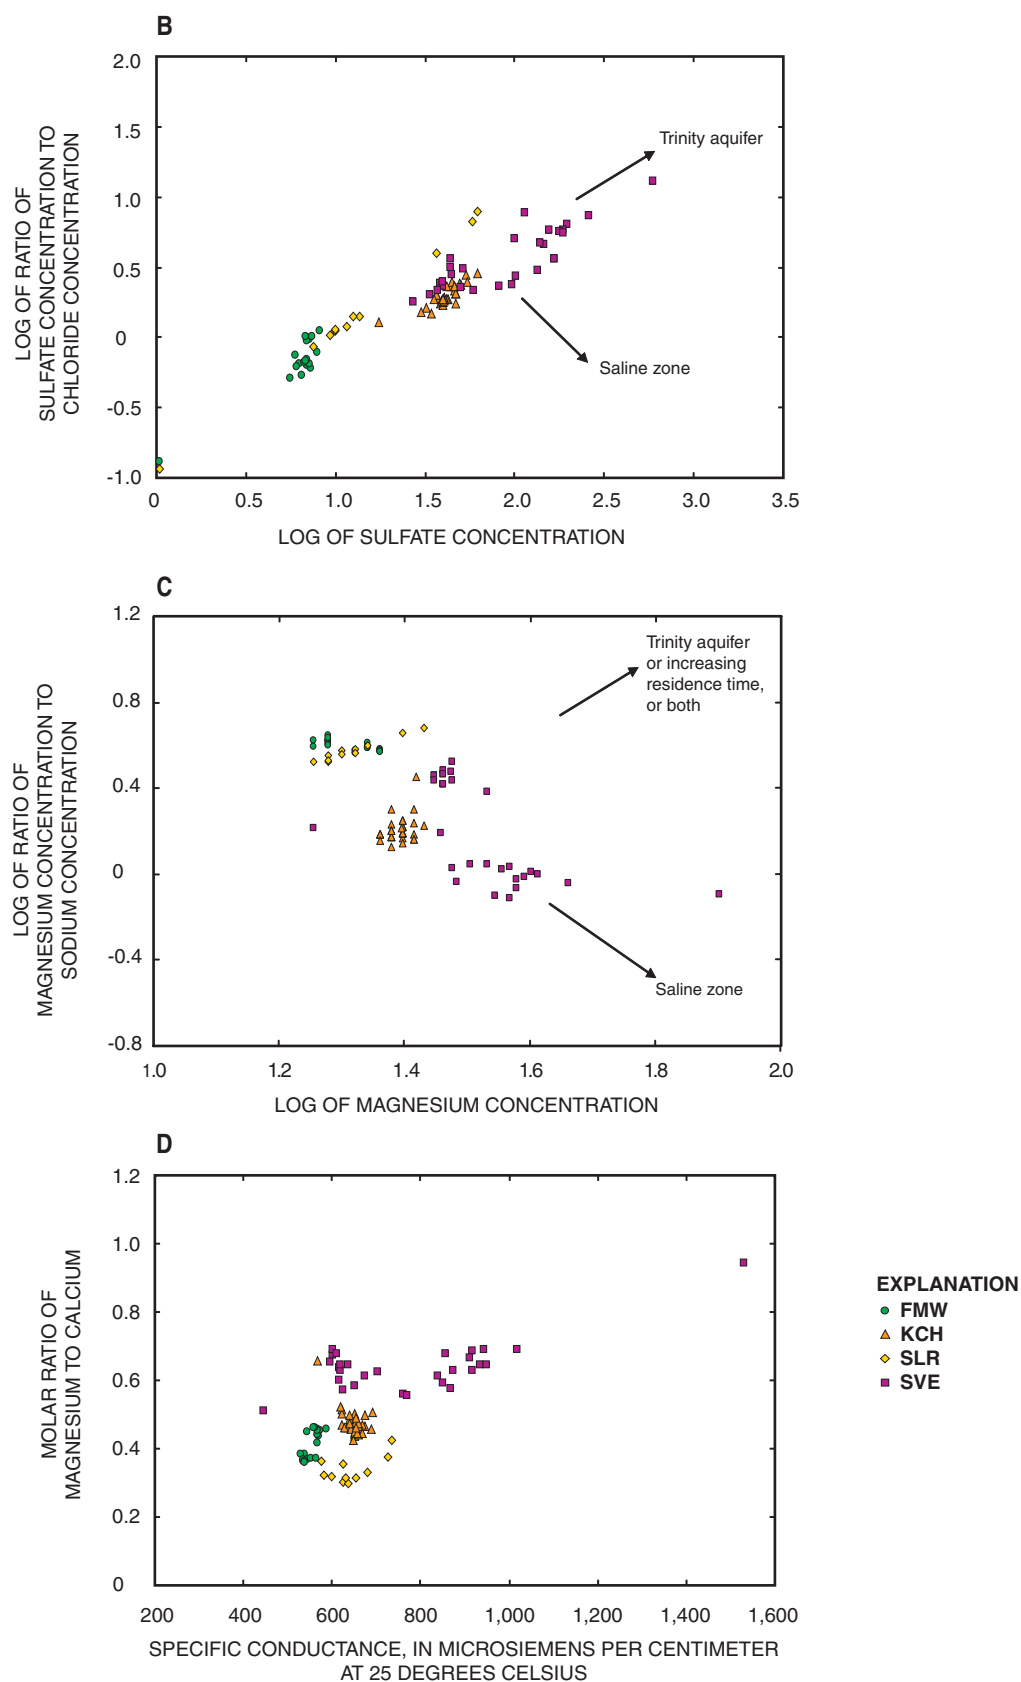 B
2.0
1.5
1.0
0.5
0
-0.5
-1.0
LOG OF RATIO OF
SULFATE CONCENTRATION TO
CHLORIDE CONCENTRATION
Trinity aquifer
Saline zone
0
0.5
1.0
1.5
2.0
2.5
3.0
3.5
LOG OF SULFATE CONCENTRATION
C
1.2
0.8
0.4
0
-0.4
-0.8
LOG OF RATIO OF
MAGNESIUM CONCENTRATION TO
SODIUM CONCENTRATION
Trinity aquifer
or increasing
residence time,
or both
Saline zone
1.0
1.2
1.4
1.6
1.8
2.0
LOG OF MAGNESIUM CONCENTRATION
D
1.2
1.0
0.8
0.6
0.4
0.2
0
MOLAR RATIO OF
MAGNESIUM TO CALCIUM
200
400
600
800
1,000
1,200
1,400
1,600
SPECIFIC CONDUCTANCE, IN MICROSIEMENS PER CENTIMETER
AT 25 DEGREES CELSIUS
EXPLANATION
FMW
KCH
SLR
SVE